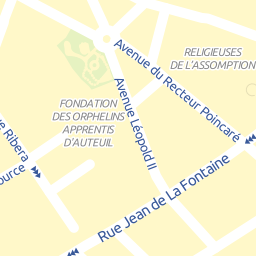 Avenue du Recteur Poincaré
RELIGIEUSES
DE L'ASSOMPTION
FONDATION
DES ORPHELINS
APPRENTIS
D'AUTEUIL
Avenue Léopold II
Ribera
ource
Rue Jean de La Fontaine